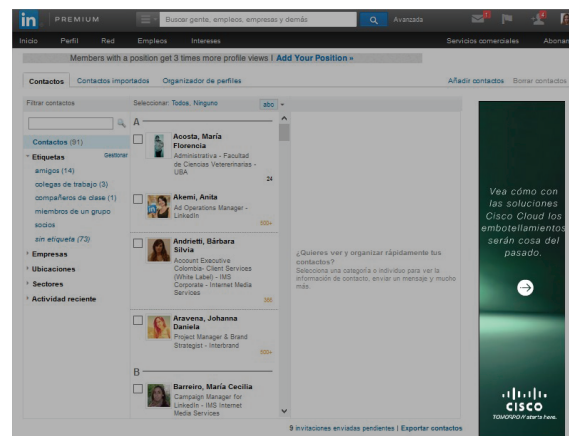 in PREMIUM Buscar gente, empleos, empresas y demás Avanzada
Inicio Perfil Red Empleos Intereses Servicios comerciales Abonar
Members with a position get 3 times more profile views | Add Your Position »
Contactos Contactos importados Organizador de perfiles Añadir contactos Borrar contactos
Filtrar contactos
Contactos (91)
Etiquetas Gestionar
amigos (14)
colegas de trabajo (3)
compañeros de clase (1)
miembros de un grupo
socios
sin etiqueta (73)
Empresas
Ubicaciones
Sectores
Actividad reciente
Seleccionar: Todos, Ninguno abc
A
Acosta, María
Florencia
Administrativa - Facultad
de Ciencias Vetererinarias -
UBA
24
Akemi, Anita
Ad Operations Manager -
LinkedIn
500+
Andrietti, Bárbara
Silvia
Account Executive
Colombia- Client Services
(White Label) - IMS
Corporate - Internet Media
Services
Aravena, Johanna
Daniela
Project Manager & Brand
Strategist - Interbrand
500+
B
Barreiro, María Cecilia
Campaign Manager for
LinkedIn - IMS Internet
Media Services
¿Quieres ver y organizar rápidamente tus
contactos?
Selecciona una categoría o individuo para ver la
información de contacto, enviar un mensaje y mucho
más.
9 invitaciones enviadas pendientes | Exportar contactos
Vea cómo con
las soluciones
Cisco Cloud los
embotellamientos
serán cosa del
pasado.
CISCO
TOMORROW starts here.